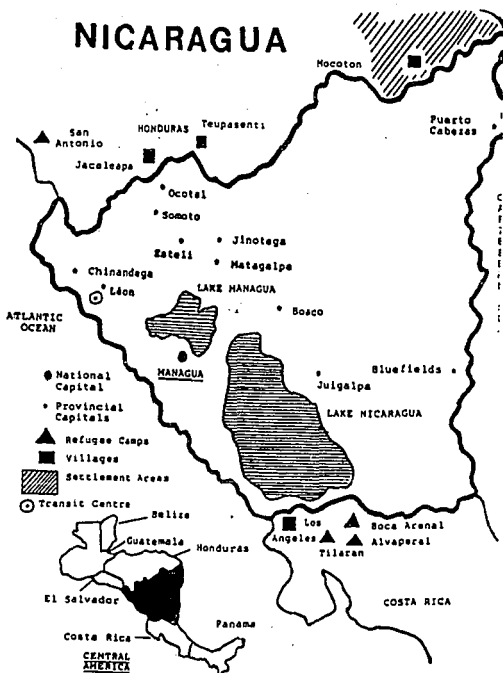 NICARAGUA
Mocoton
Puerto
Cabezas
San
Antonio
HONDURAS
Teupasenti
Jacaleapa
Ocotal
Somoto
Esteli
Jinotega
Matagalpa
Chinandega
Láon
LAKE MANAGUA
Boaco
ATLANTIC
OCEAN
MANAGUA
Juigalpa
Bluefields
LAKE NICARAGUA
National
Capital
Provincial
Capitals
Refugee Camps
Villages
Settlement Areas
Transit Centre
Los
Angeles
Boca Arenal
Tilaran
Alvaperai
COSTA RICA
Belize
Guatemala
Honduras
El Salvador
Costa Rica
Panama
CENTRAL
AMERICA